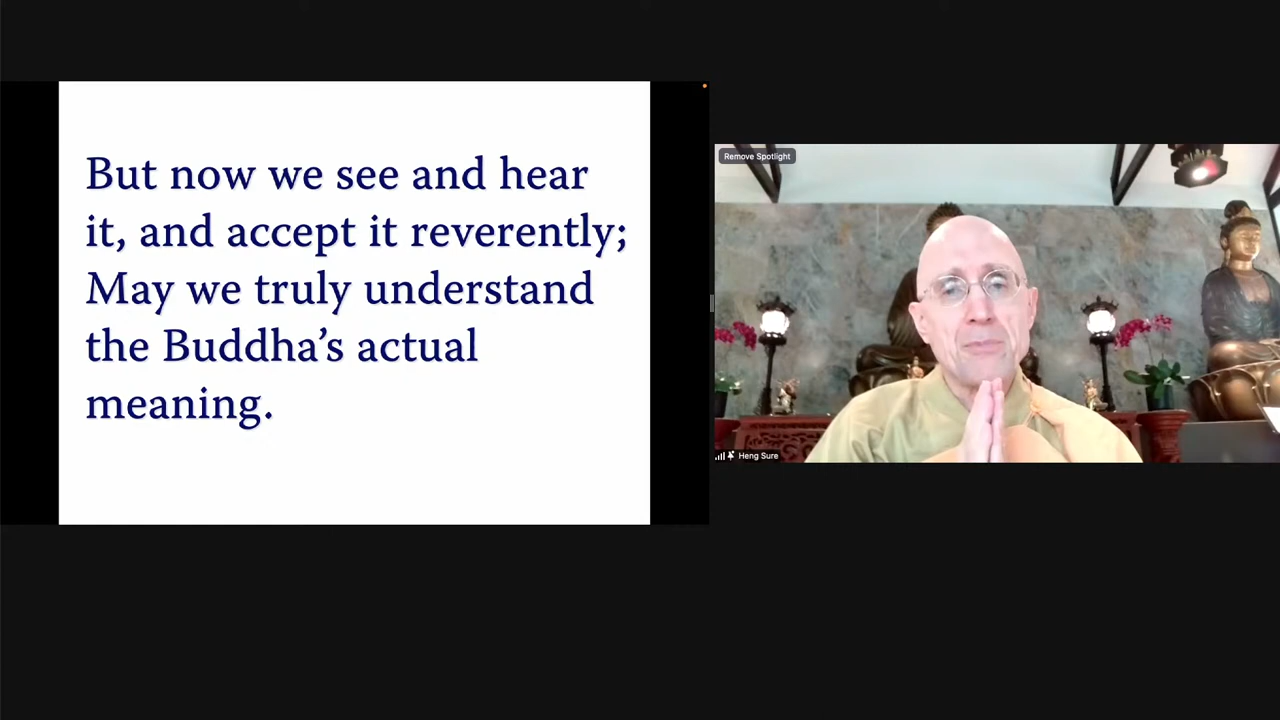 But now we see and hear
it, and accept it reverently;
May we truly understand
the Buddha’s actual
meaning.
Remove Spotlight
Heng Sure